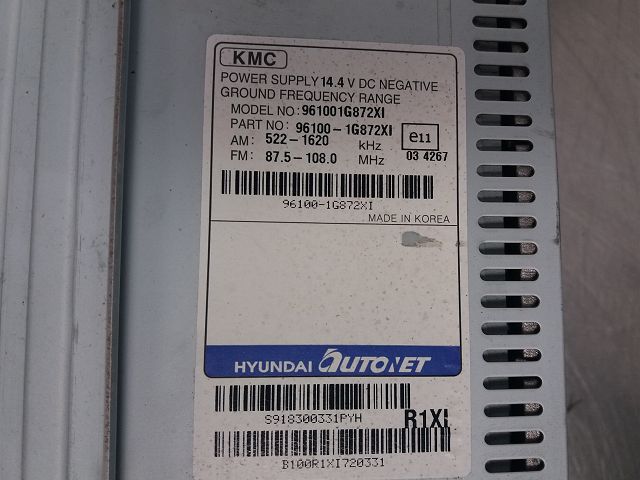 KMC
POWER SUPPLY 14.4 V DC NEGATIVE
GROUND FREQUENCY RANGE
MODEL NO: 961001G872XI
PART NO: 96100-1G872XI
AM: 522-1620 kHz
FM: 87.5-108.0 MHz
e11
03 4267
96100-1G872XI
MADE IN KOREA
HYUNDAI AUTONET
S918300331PYH
R1XI
B100R1XI720331